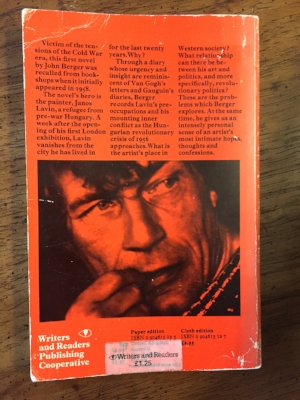 Victim of the ten-
sions of the Cold War
era, this first novel
by John Berger was
recalled from book-
shops when it initially
appeared in 1958.
The novel's hero is
the painter, Janos
Lavin, a refugee from
pre-war Hungary. A
week after the open-
ing of his first London
exhibition, Lavin
vanishes from the
city he has lived in
for the last twenty
years. Why?
Through a diary
whose urgency and
insight are reminis-
cent of Van Gogh's
letters and Gauguin's
diaries, Berger
records Lavin's pre-
occupations and his
mounting inner
conflict as the Hun-
garian revolutionary
crisis of 1956
approaches. What is
the artist's place in
Western society?
What relationship
can there be be-
tween his art and
politics, and more
specifically, revolu-
tionary politics?
These are the prob-
lems which Berger
explores. At the same
time, he gives us an
intensely personal
sense of an artist's
most intimate hopes,
thoughts and
confessions.
Writers
and Readers
Publishing
Cooperative
Paper edition
ISBN
Cloth edition
ISBN
Writers and Readers
£1.25